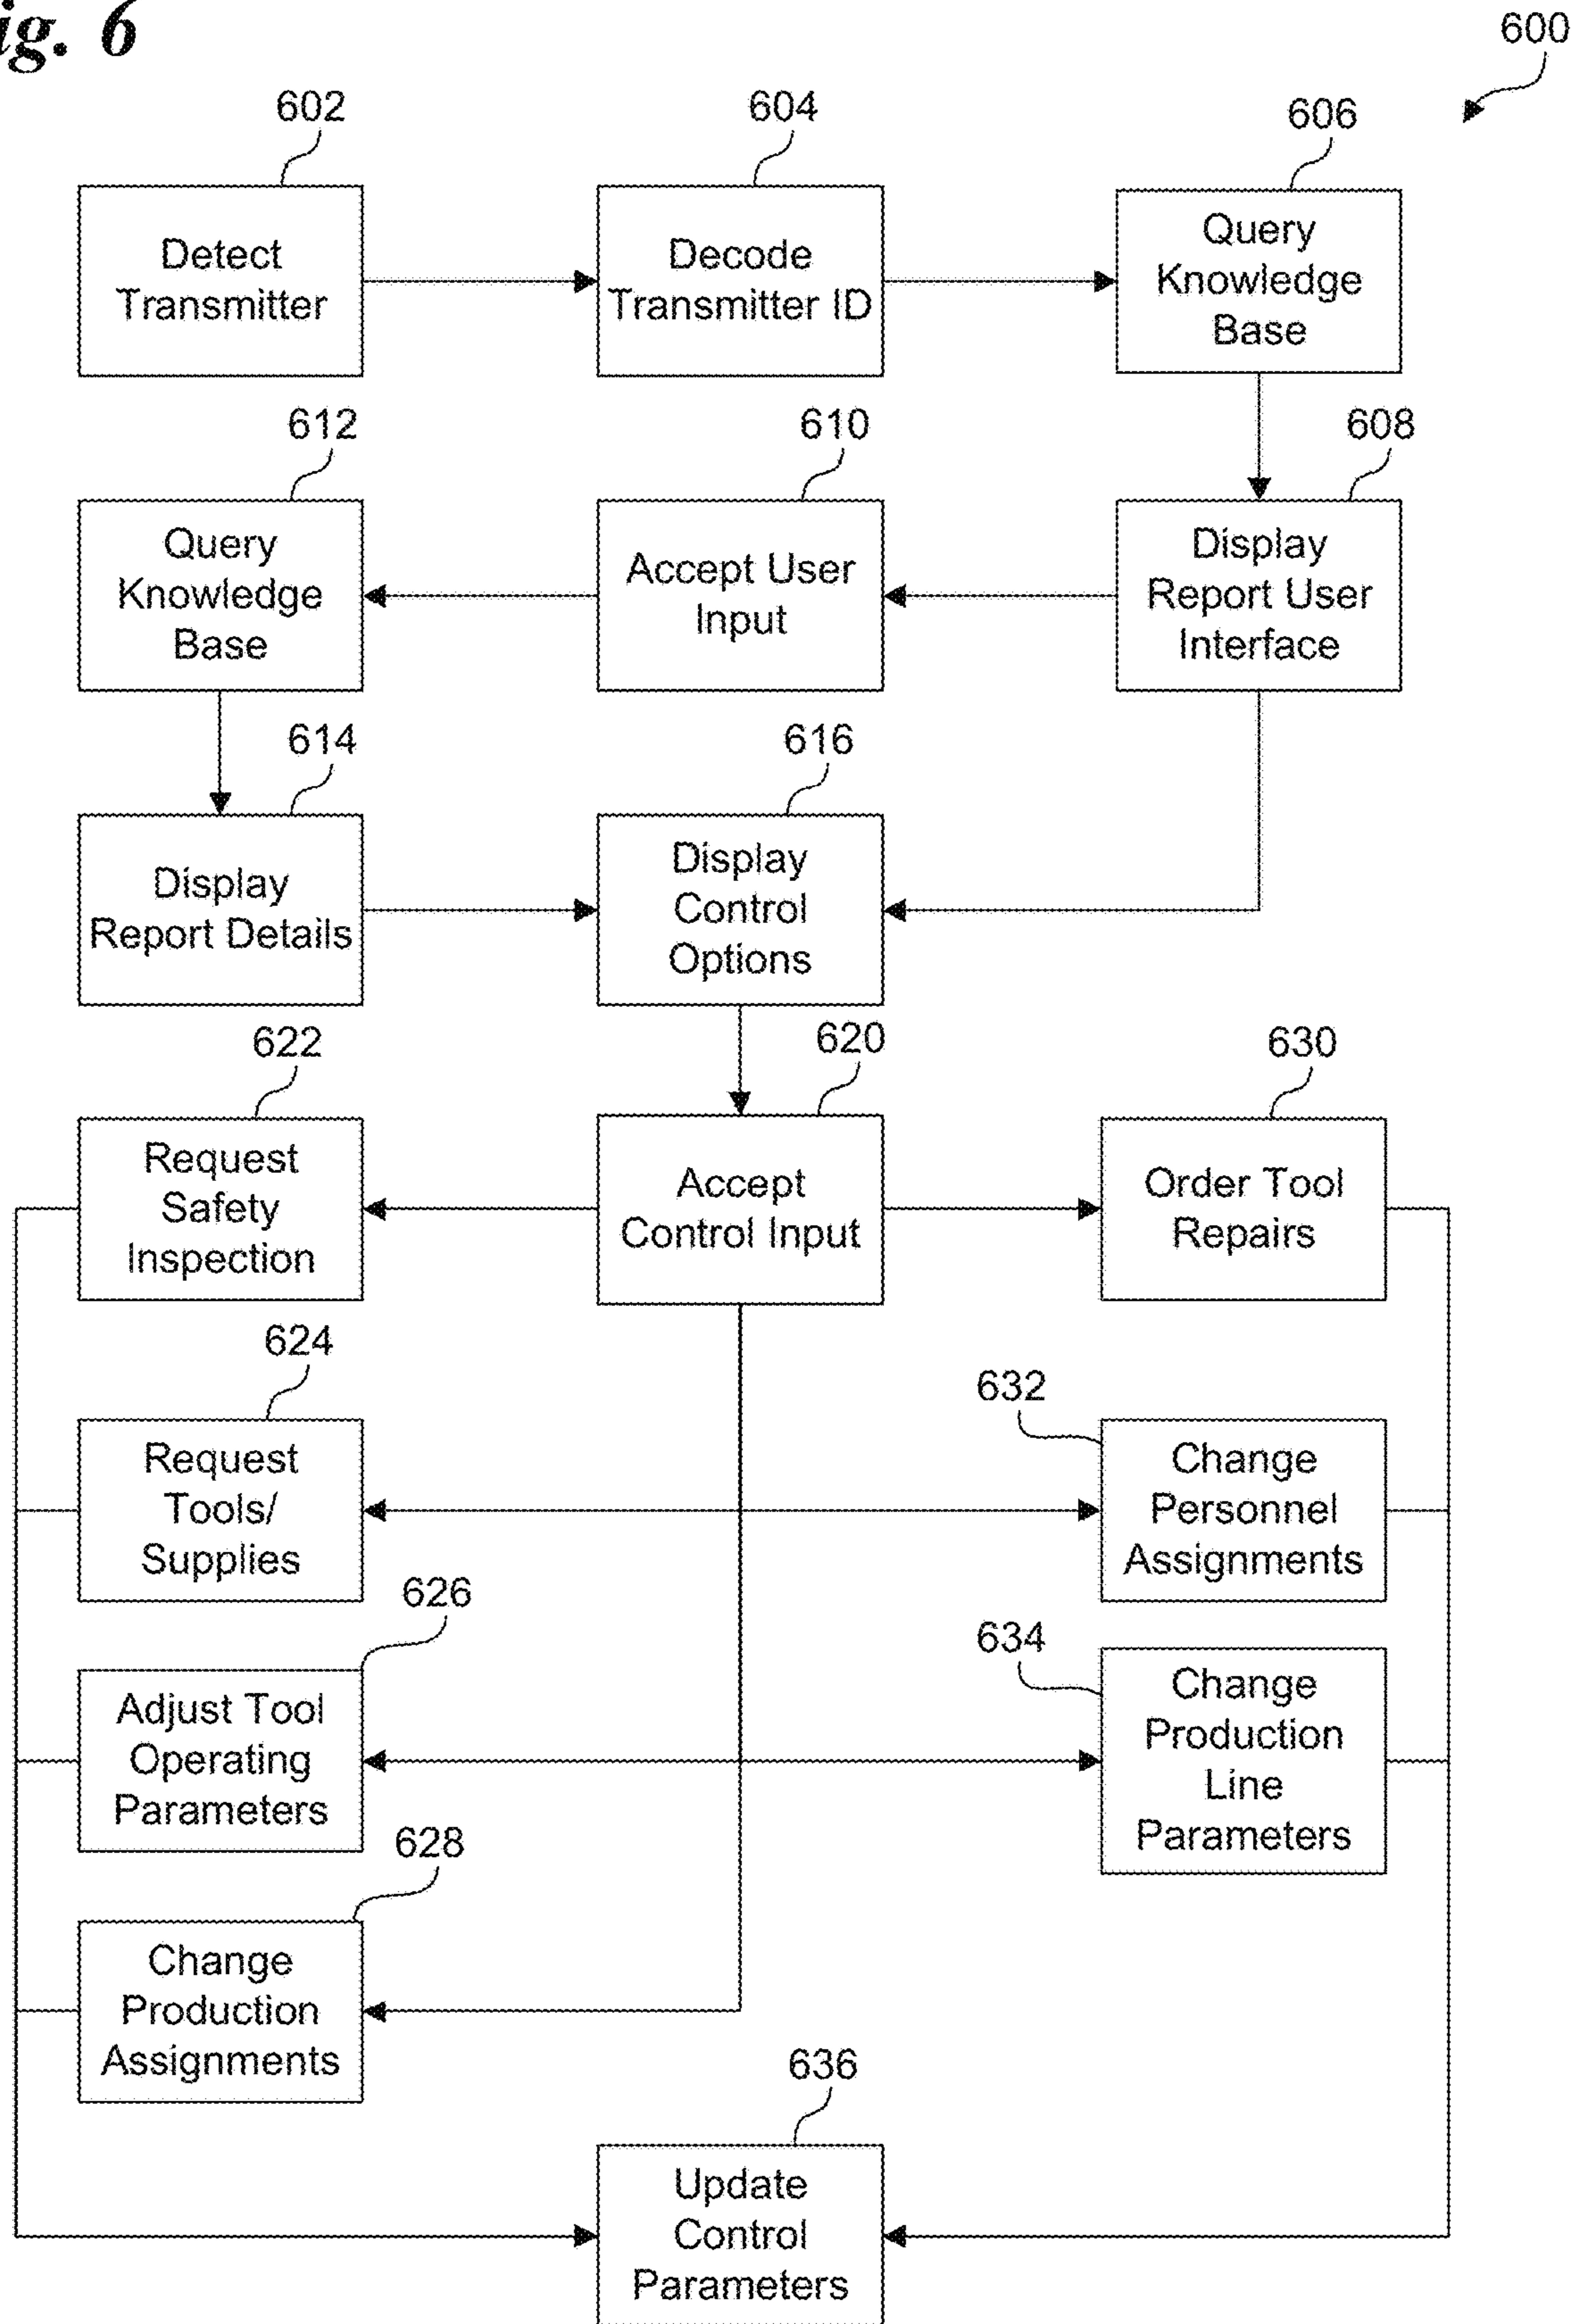 ig. 6
600
602
604
606
Detect
Transmitter
Decode
Transmitter ID
Query
Knowledge
Base
612
610
608
Query
Knowledge
Base
Accept User
Input
Display
Report User
Interface
614
616
Display
Report Details
Display
Control
Options
622
620
630
Request
Safety
Inspection
Accept
Control Input
Order Tool
Repairs
624
632
Request
Tools/
Supplies
Change
Personnel
Assignments
626
634
Adjust Tool
Operating
Parameters
Change
Production
Line
Parameters
628
Change
Production
Assignments
636
Update
Control
Parameters